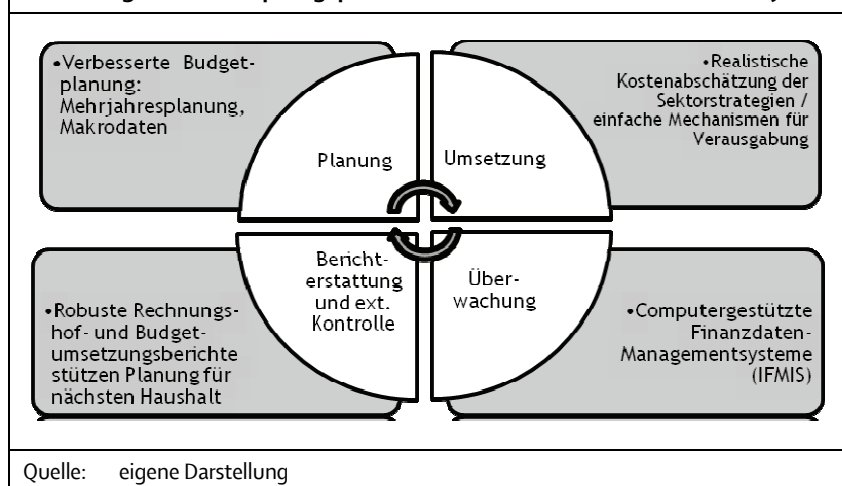 •Verbesserte Budget-
planung:
Mehrjahresplanung,
Makrodaten
•Realistische
Kostenabschätzung der
Sektorstrategien /
einfache Mechanismen für
Verausgabung
Planung
Umsetzung
Bericht-
erstattung
und ext.
Kontrolle
Über-
wachung
•Robuste Rechnungs-
hof- und Budget-
umsetzungsberichte
stützen Planung für
nächsten Haushalt
•Computergestützte
Finanzdaten-
Managementsysteme
(IFMIS)
Quelle: eigene Darstellung